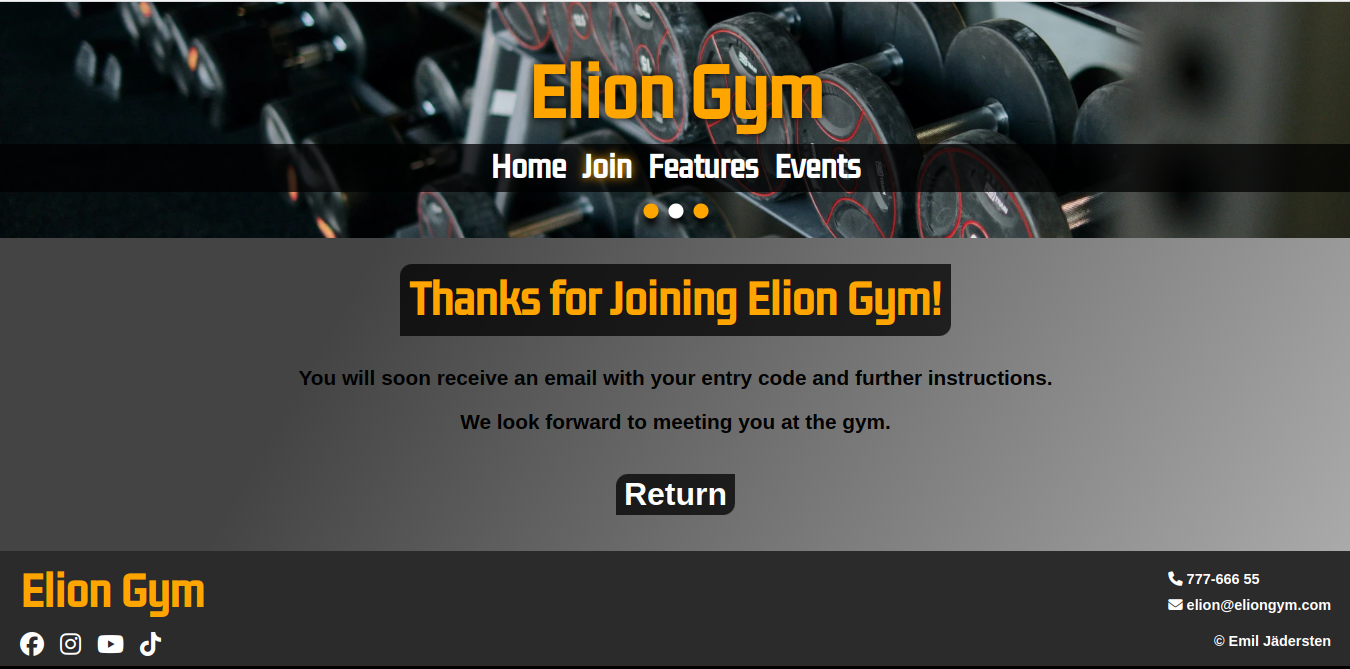 Elion Gym
Home Join Features Events
Thanks for Joining Elion Gym!
You will soon receive an email with your entry code and further instructions.
We look forward to meeting you at the gym.
Return
Elion Gym
777-666 55
elion@eliongym.com
© Emil Jädersten